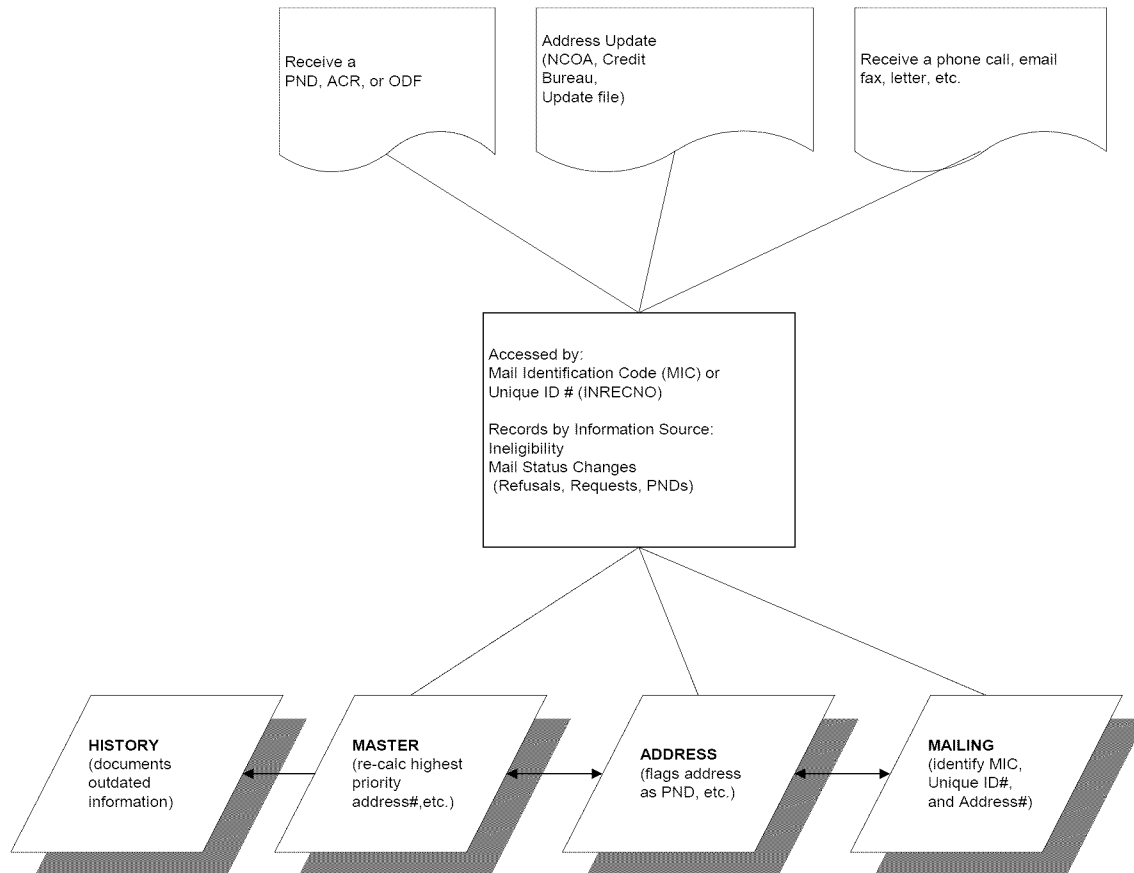 Receive a
PND, ACR, or ODF
Address Update
(NCOA, Credit
Bureau,
Update file)
Receive a phone call, email
fax, letter, etc.
Accessed by:
Mail Identification Code (MIC) or
Unique ID # (INRECNO)
Records by Information Source:
Ineligibility
Mail Status Changes
(Refusals, Requests, PNDs)
HISTORY
(documents
outdated
information)
MASTER
(re-calc highest
priority
address#,etc.)
ADDRESS
(flags address
as PND, etc.)
MAILING
(identify MIC,
Unique ID#,
and Address#)